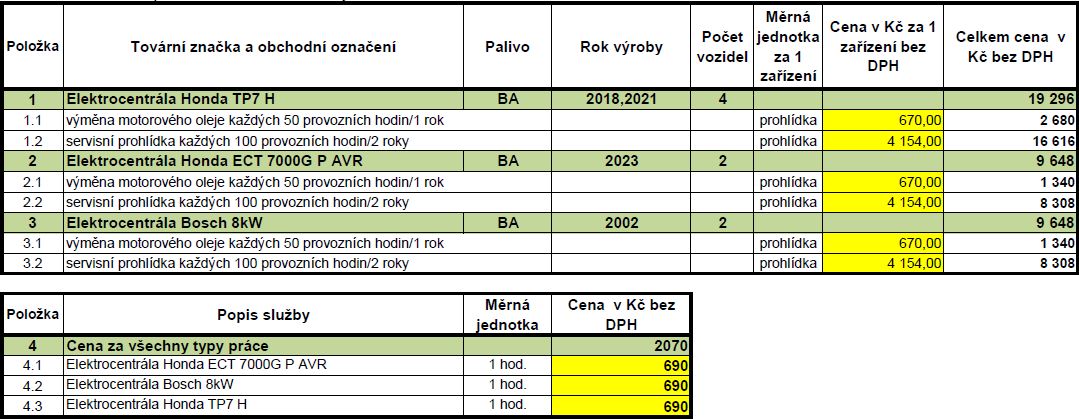 Položka Tovární značka a obchodní označení Palivo Rok výroby Počet vozidel Měrná jednotka za 1 zařízení Cena v Kč za 1 zařízení bez DPH Celkem cena v Kč bez DPH
1 Elektrocentrála Honda TP7 H BA 2018,2021 4 19 296
1.1 výměna motorového oleje každých 50 provozních hodin/1 rok prohlídka 670,00 2 680
1.2 servisní prohlídka každých 100 provozních hodin/2 roky prohlídka 4 154,00 16 616
2 Elektrocentrála Honda ECT 7000G P AVR BA 2023 2 9 648
2.1 výměna motorového oleje každých 50 provozních hodin/1 rok prohlídka 670,00 1 340
2.2 servisní prohlídka každých 100 provozních hodin/2 roky prohlídka 4 154,00 8 308
3 Elektrocentrála Bosch 8kW BA 2002 2 9 648
3.1 výměna motorového oleje každých 50 provozních hodin/1 rok prohlídka 670,00 1 340
3.2 servisní prohlídka každých 100 provozních hodin/2 roky prohlídka 4 154,00 8 308
Položka Popis služby Měrná jednotka Cena v Kč bez DPH
4 Cena za všechny typy práce 2070
4.1 Elektrocentrála Honda ECT 7000G P AVR 1 hod. 690
4.2 Elektrocentrála Bosch 8kW 1 hod. 690
4.3 Elektrocentrála Honda TP7 H 1 hod. 690